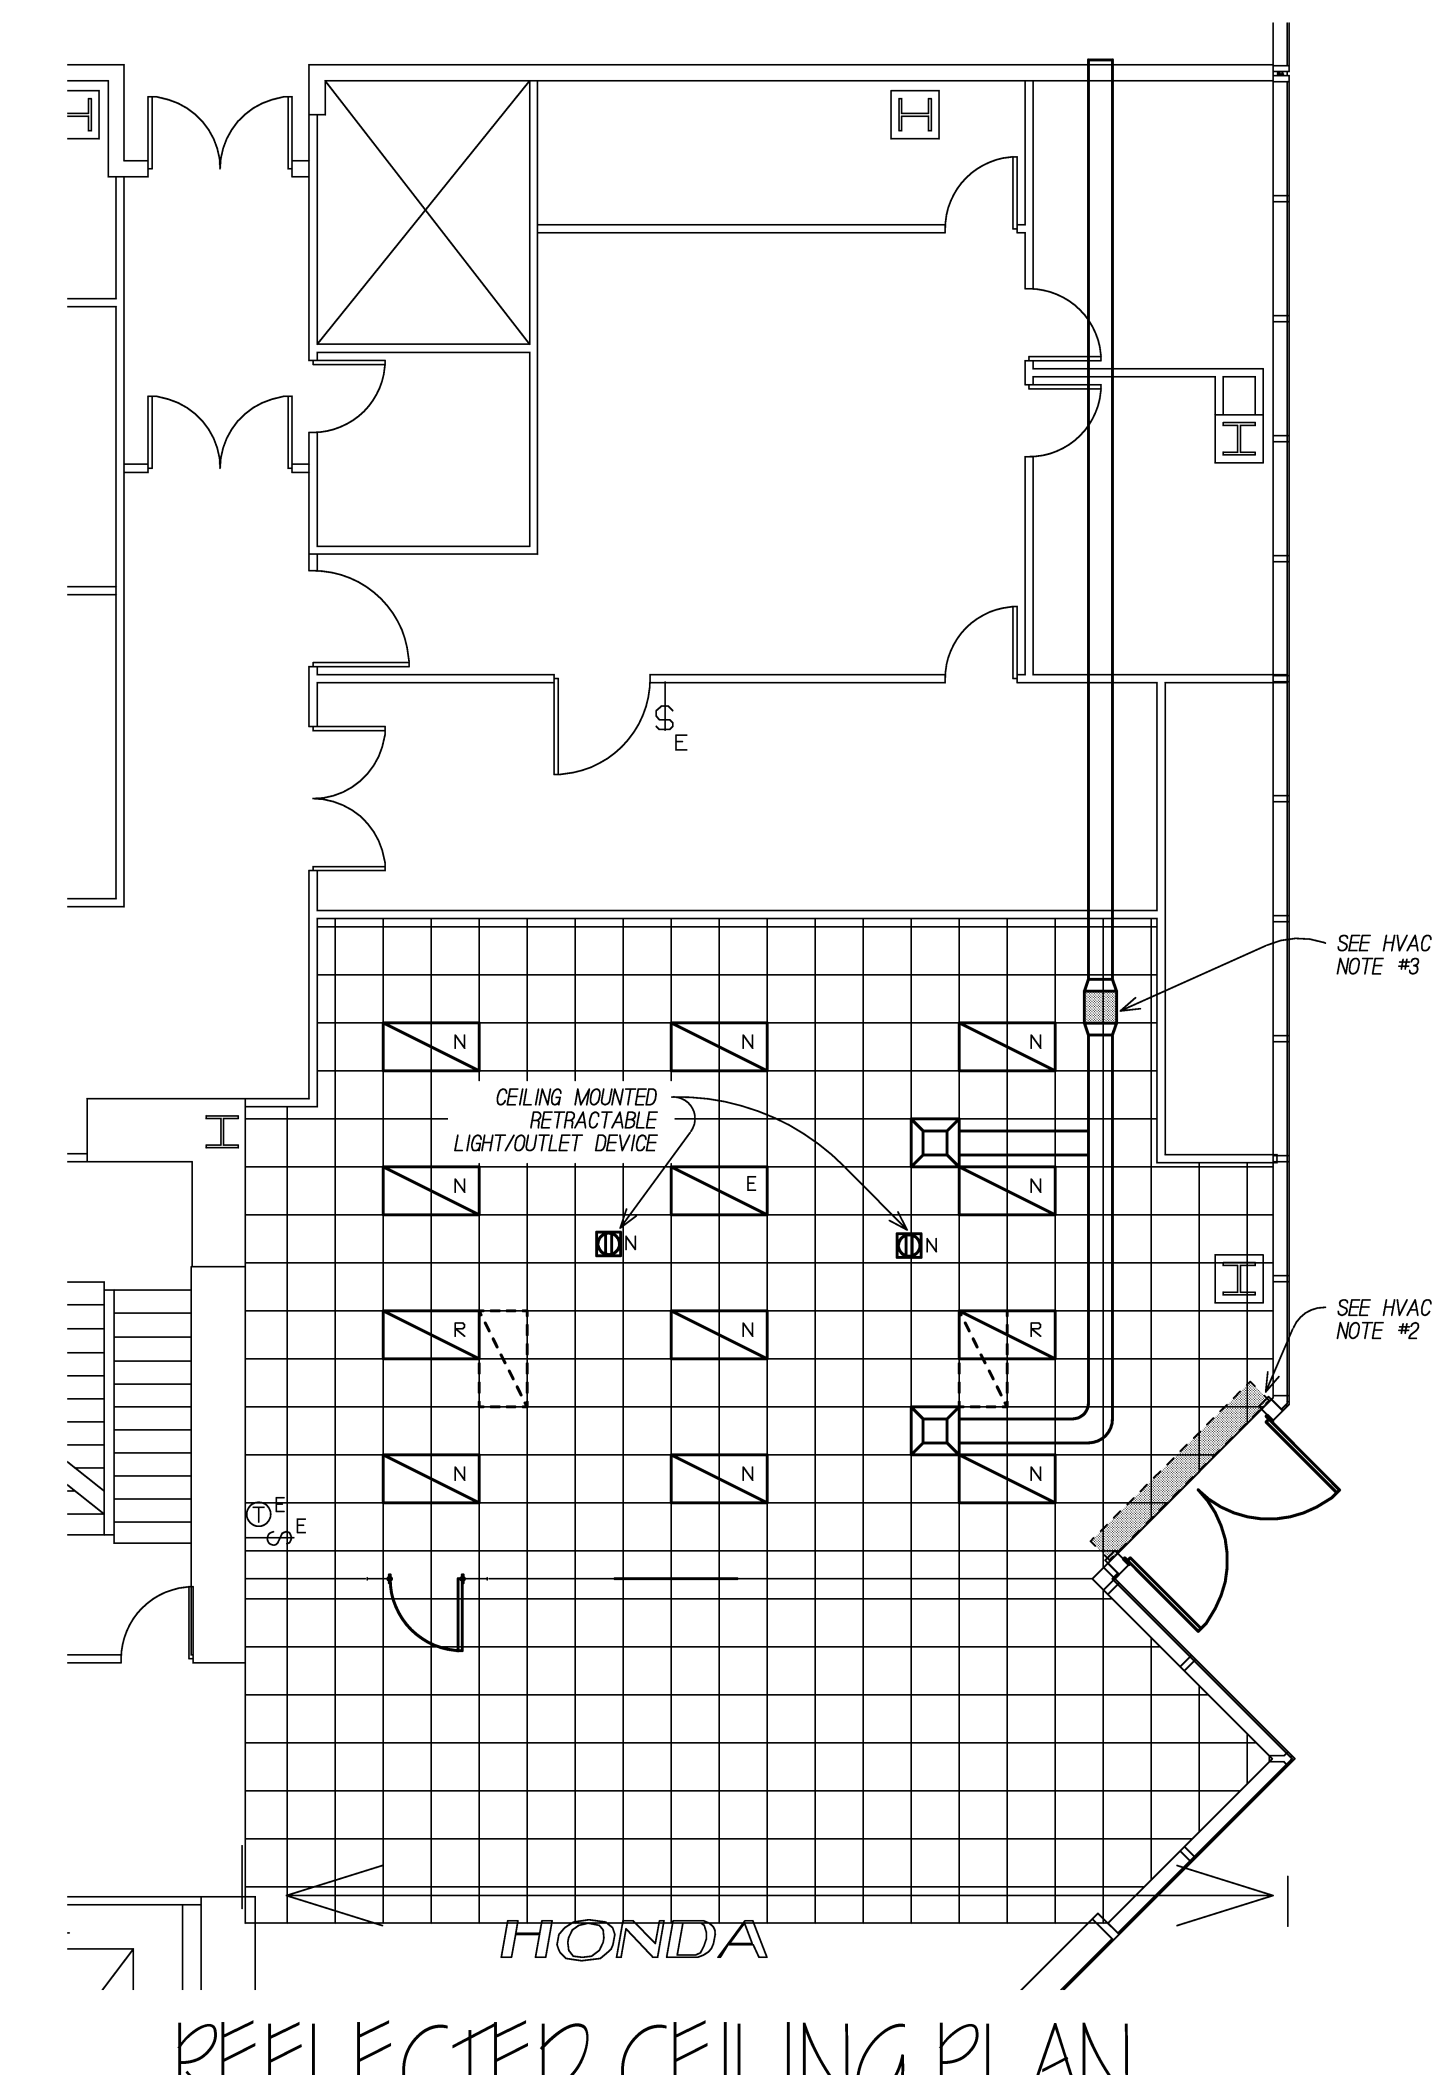 $
E
SEE HVAC
NOTE #3
N
N
N
CEILING MOUNTED
RETRACTABLE
LIGHT/OUTLET DEVICE
N
E
N
N
N
SEE HVAC
NOTE #2
R
N
R
N
N
N
T
E
$
E
HONDA
REFLECTED CEILING PLAN